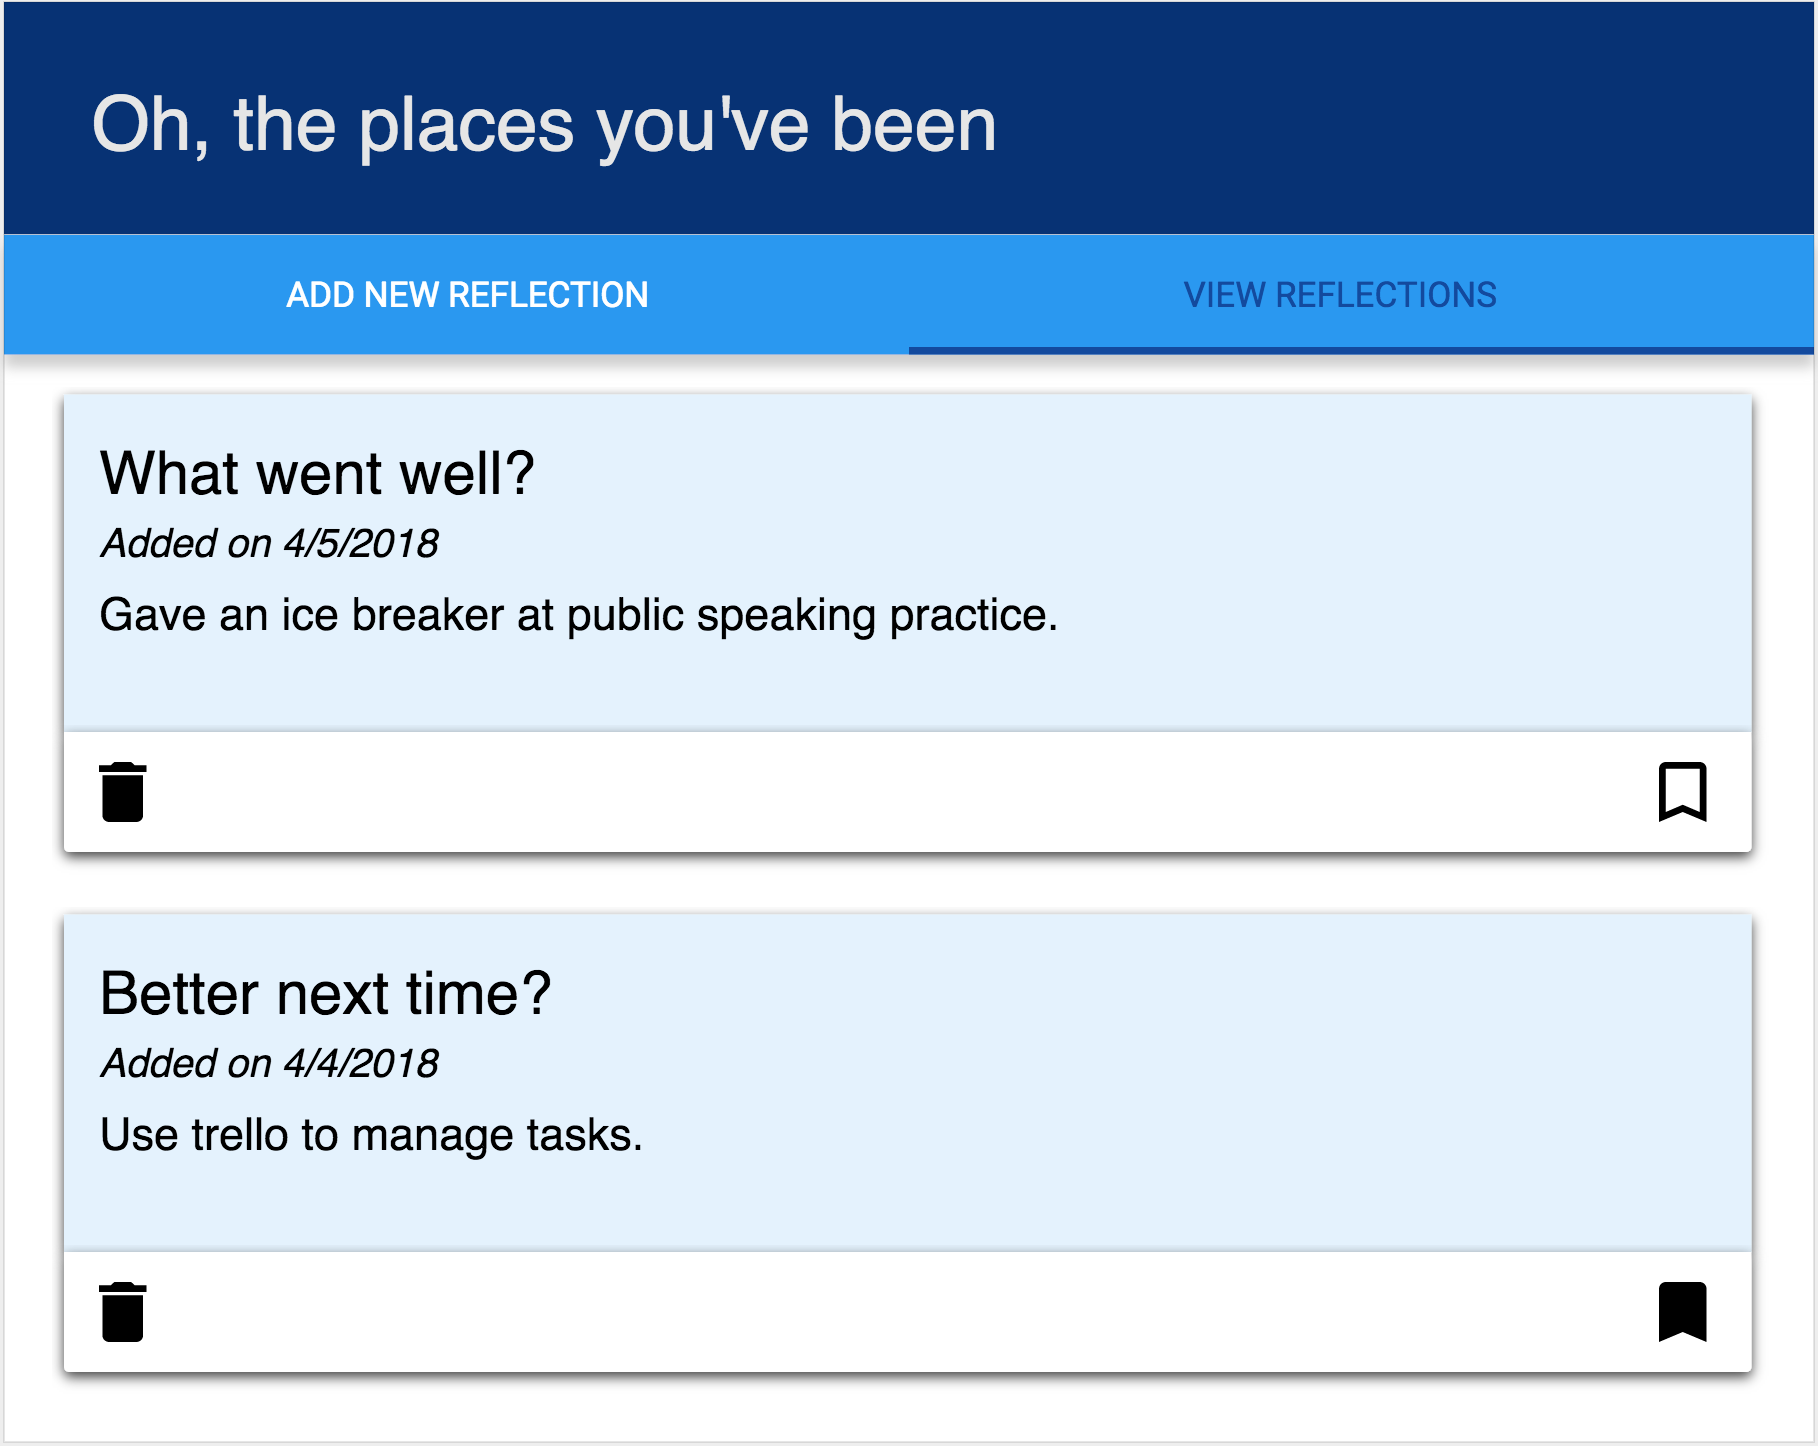 Oh, the places you've been
ADD NEW REFLECTION
VIEW REFLECTIONS
What went well?
Added on 4/5/2018
Gave an ice breaker at public speaking practice.
Better next time?
Added on 4/4/2018
Use trello to manage tasks.